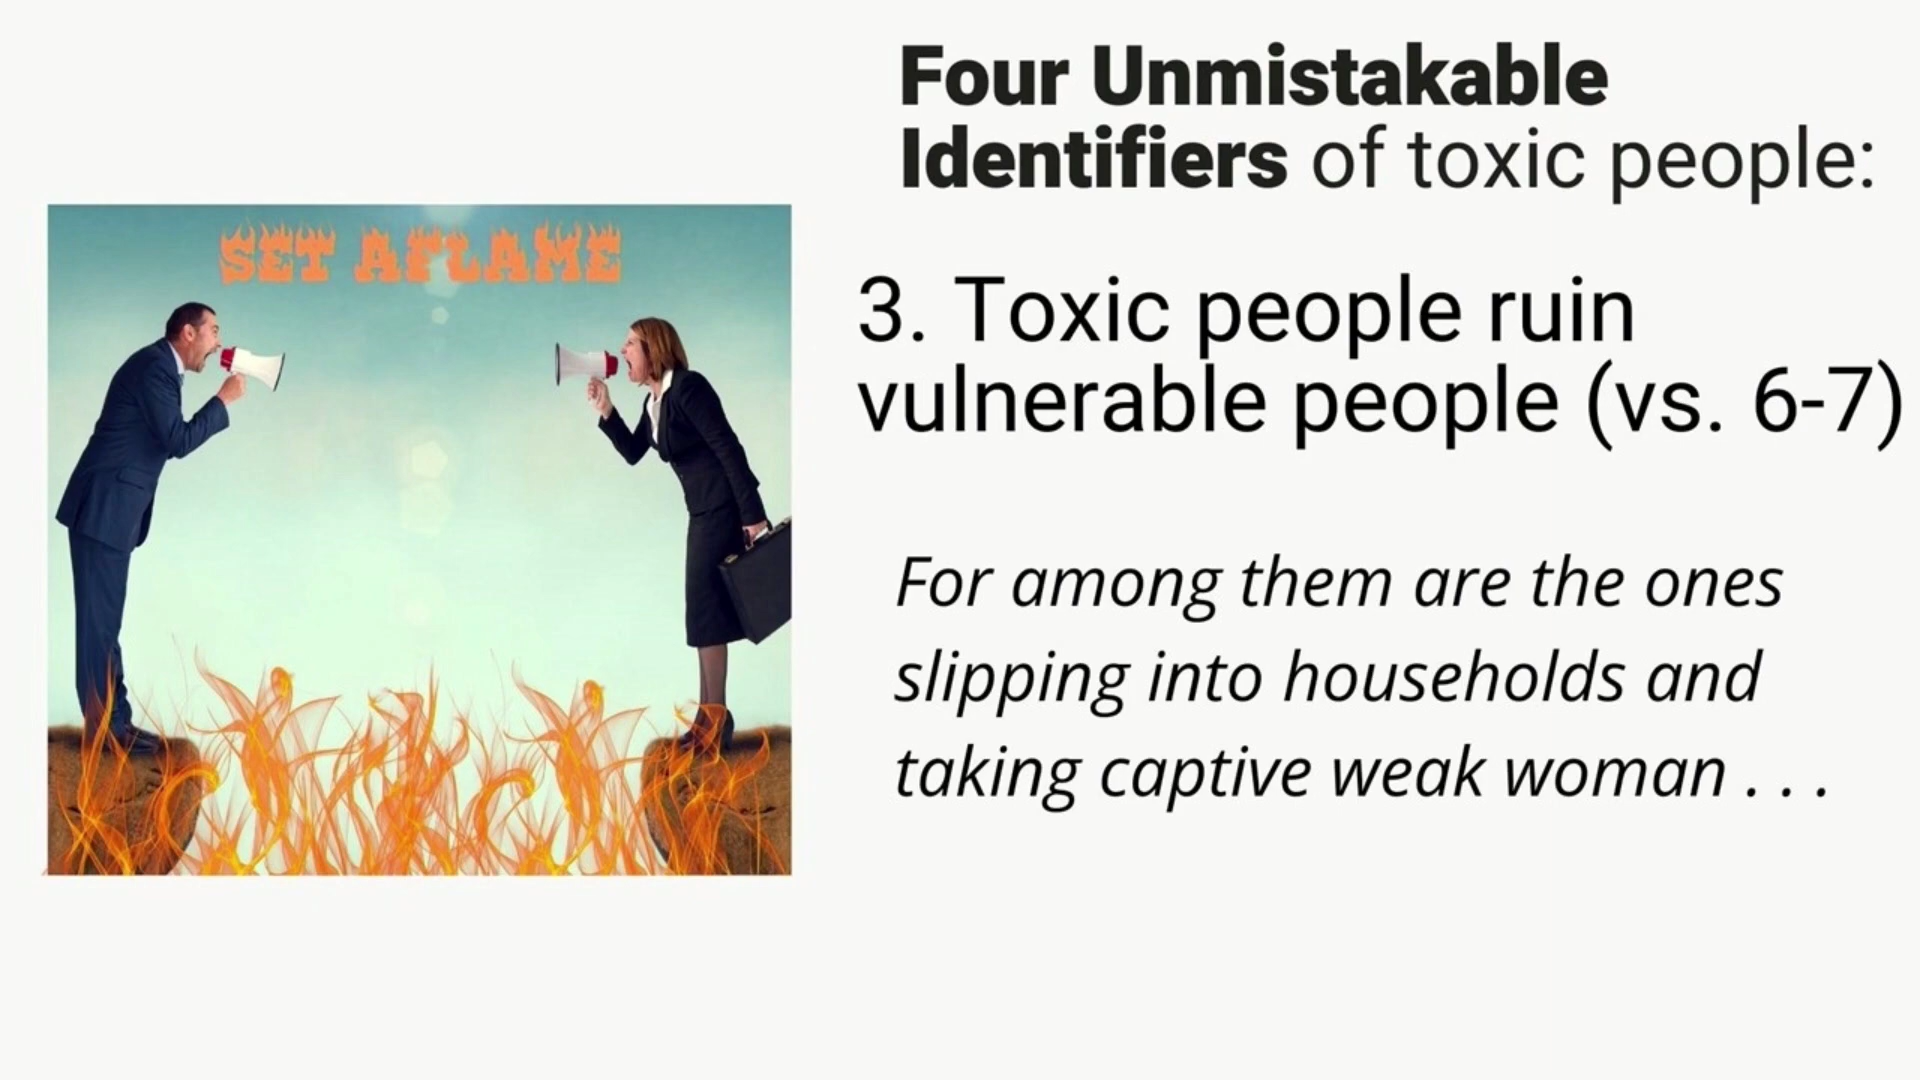 Four Unmistakable
Identifiers of toxic people:
SET AFLAME
3. Toxic people ruin
vulnerable people (vs. 6-7)
For among them are the ones
slipping into households and
taking captive weak woman . . .